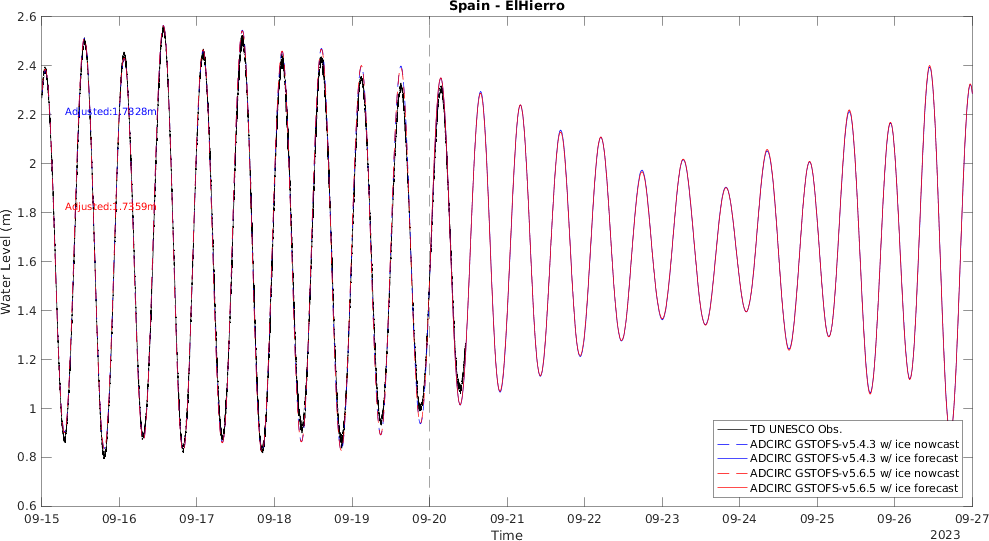 Spain - ElHierro
2.6
2.4
2.2
2
1.8
1.6
1.4
1.2
1
0.8
0.6
Water Level (m)
Adjusted:1.7328m
Adjusted:1.7359m
TD UNESCO Obs.
ADCIRC GSTOFS-v5.4.3 w/ ice nowcast
ADCIRC GSTOFS-v5.4.3 w/ ice forecast
ADCIRC GSTOFS-v5.6.5 w/ ice nowcast
ADCIRC GSTOFS-v5.6.5 w/ ice forecast
09-15 09-16 09-17 09-18 09-19 09-20 09-21 09-22 09-23 09-24 09-25 09-26 09-27
Time
2023